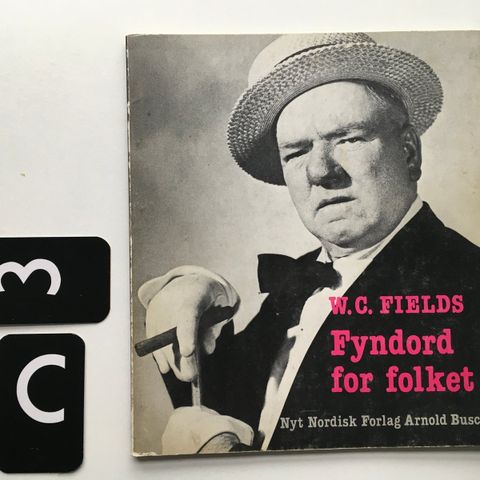 3
C
W.C. FIELDS
Fyndord
for folket
Nyt Nordisk Forlag Arnold Busc